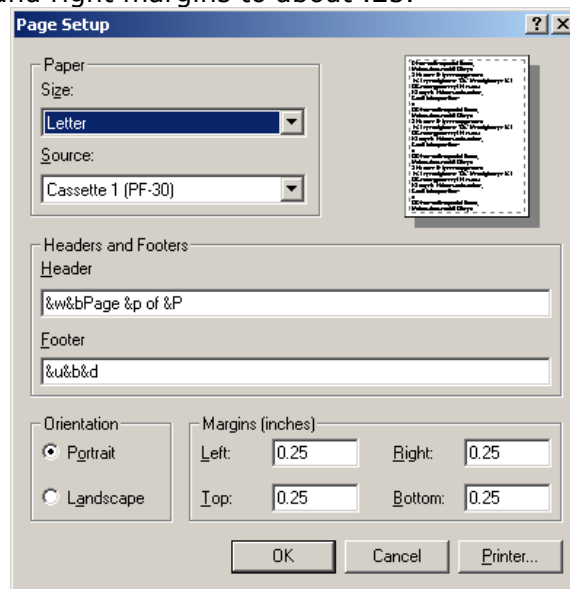 and right margins to about .25.
Page Setup
Paper
Size:
Letter
Source:
Cassette 1 (PF-30)
Headers and Footers
Header
&w&bPage &p of &P
Footer
&u&b&d
Orientation
Portrait
Landscape
Margins (inches)
Left: 0.25 Right: 0.25
Top: 0.25 Bottom: 0.25
OK Cancel Printer...